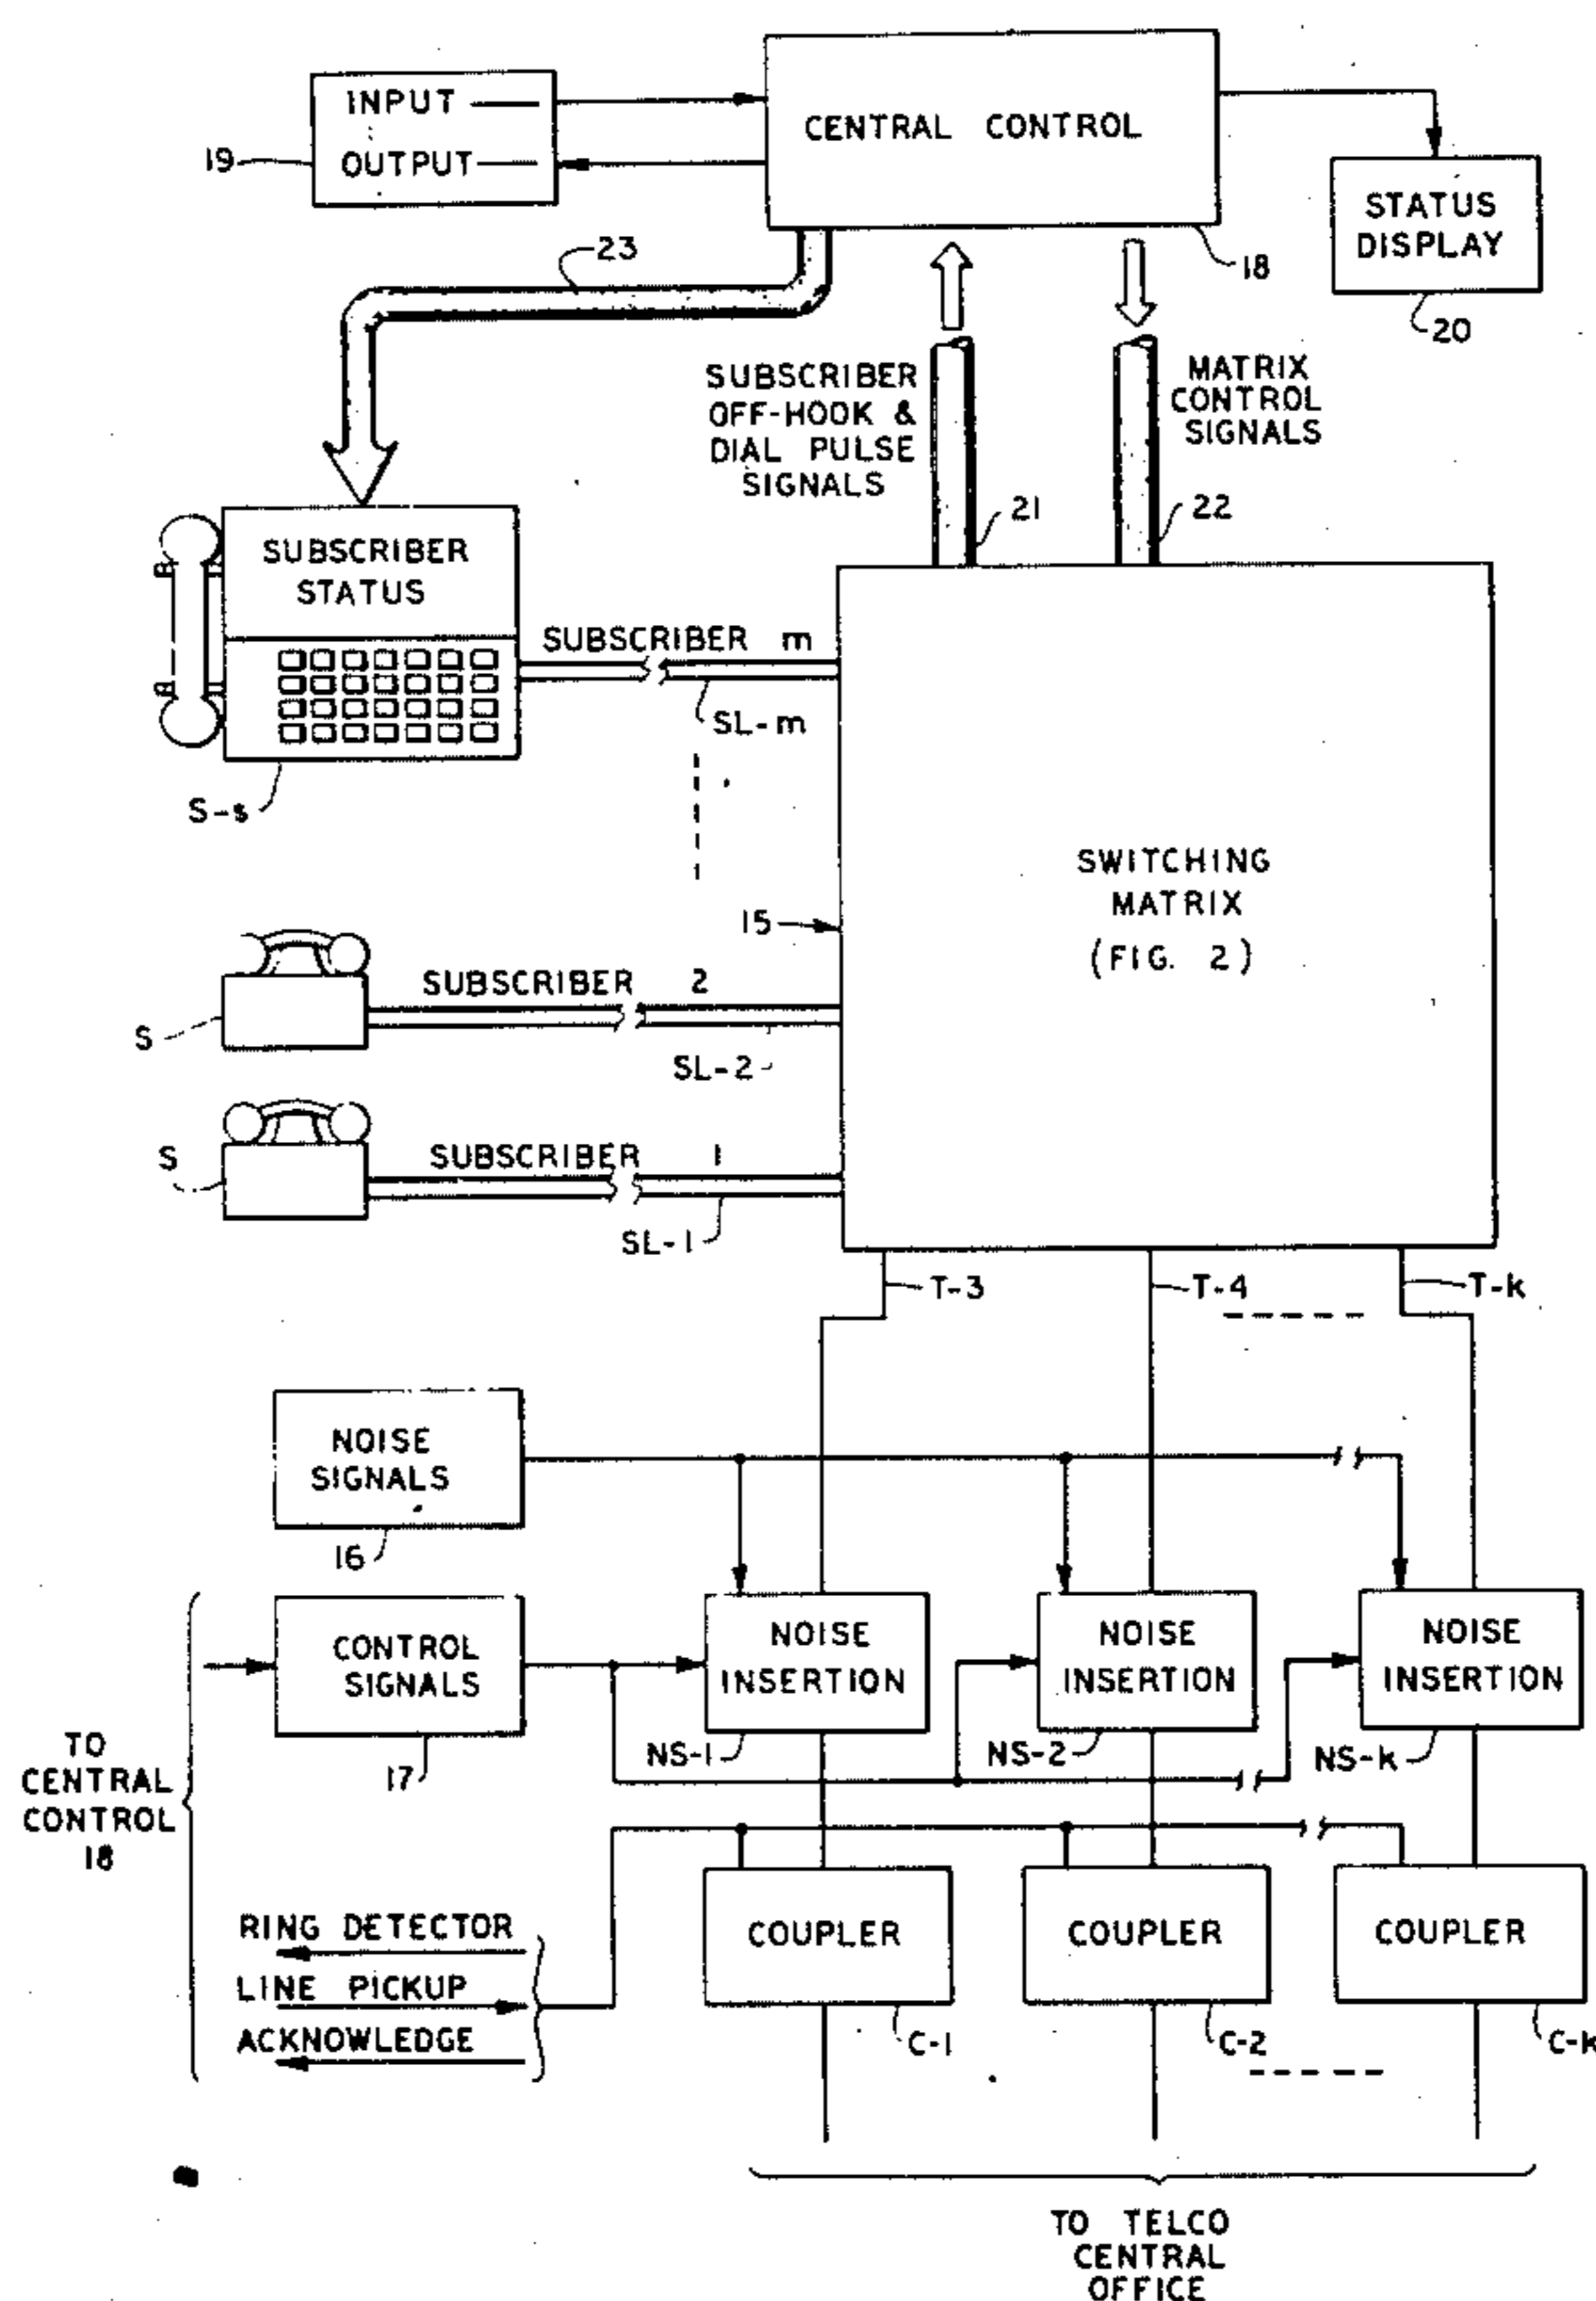 INPUT
OUTPUT
19
CENTRAL CONTROL
18
STATUS
DISPLAY
20
23
SUBSCRIBER
OFF-HOOK &
DIAL PULSE
SIGNALS
MATRIX
CONTROL
SIGNALS
21
22
SUBSCRIBER
STATUS
SUBSCRIBER m
SL-m
S-s
SWITCHING
MATRIX
(FIG. 2)
15
SUBSCRIBER 2
S
SL-2
SUBSCRIBER 1
S
SL-1
T-3
T-4
T-k
NOISE
SIGNALS
16
CONTROL
SIGNALS
17
NOISE
INSERTION
NS-1
NOISE
INSERTION
NS-2
NOISE
INSERTION
NS-k
TO
CENTRAL
CONTROL
18
RING DETECTOR
LINE PICKUP
ACKNOWLEDGE
COUPLER
C-1
COUPLER
C-2
COUPLER
C-k
TO TELCO
CENTRAL
OFFICE